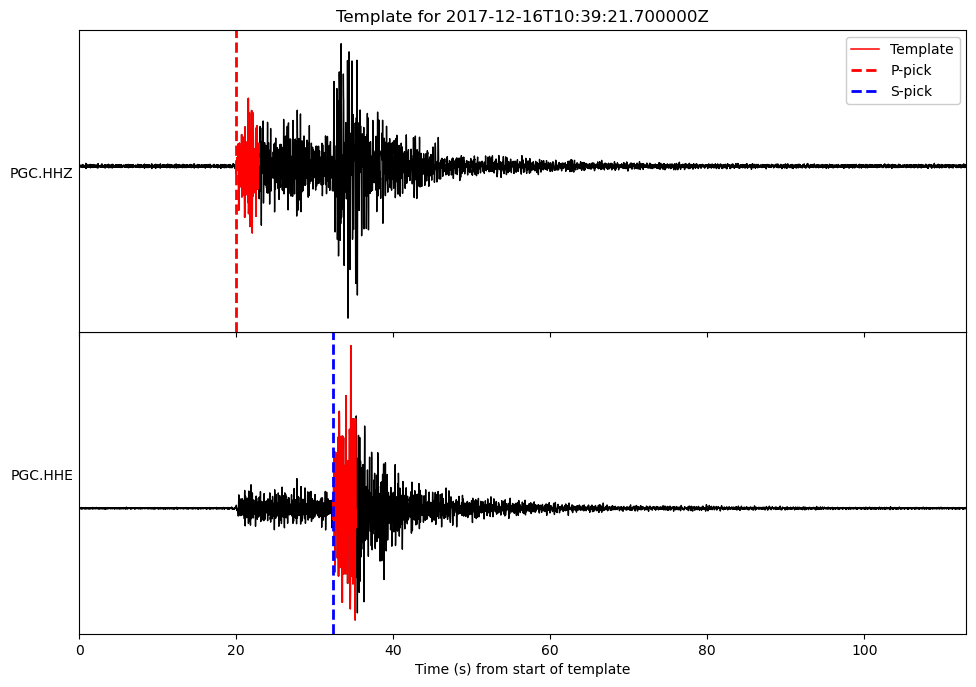 Template for 2017-12-16T10:39:21.700000Z
Template
P-pick
S-pick
PGC.HHZ
PGC.HHE
0 20 40 60 80 100
Time (s) from start of template